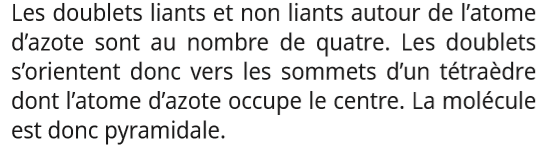 Les doublets liants et non liants autour de l’atome
d’azote sont au nombre de quatre. Les doublets
s’orientent donc vers les sommets d’un tétraèdre
dont l’atome d’azote occupe le centre. La molécule
est donc pyramidale.